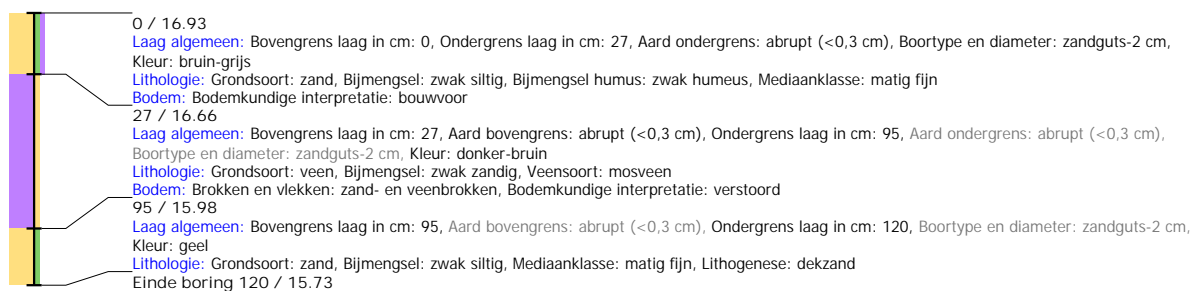 0 / 16.93
Laag algemeen: Bovengrens laag in cm: 0, Ondergrens laag in cm: 27, Aard ondergrens: abrupt (<0,3 cm), Boortype en diameter: zandguts-2 cm,
Kleur: bruin-grijs
Lithologie: Grondsoort: zand, Bijmengsel: zwak siltig, Bijmengsel humus: zwak humeus, Mediaanklasse: matig fijn
Bodem: Bodemkundige interpretatie: bouwvoor
27 / 16.66
Laag algemeen: Bovengrens laag in cm: 27, Aard bovengrens: abrupt (<0,3 cm), Ondergrens laag in cm: 95, Aard ondergrens: abrupt (<0,3 cm),
Boortype en diameter: zandguts-2 cm, Kleur: donker-bruin
Lithologie: Grondsoort: veen, Bijmengsel: zwak zandig, Veensoort: mosveen
Bodem: Brokken en vlekken: zand- en veenbrokken, Bodemkundige interpretatie: verstoord
95 / 15.98
Laag algemeen: Bovengrens laag in cm: 95, Aard bovengrens: abrupt (<0,3 cm), Ondergrens laag in cm: 120, Boortype en diameter: zandguts-2 cm,
Kleur: geel
Lithologie: Grondsoort: zand, Bijmengsel: zwak siltig, Mediaanklasse: matig fijn, Lithogenese: dekzand
Einde boring 120 / 15.73